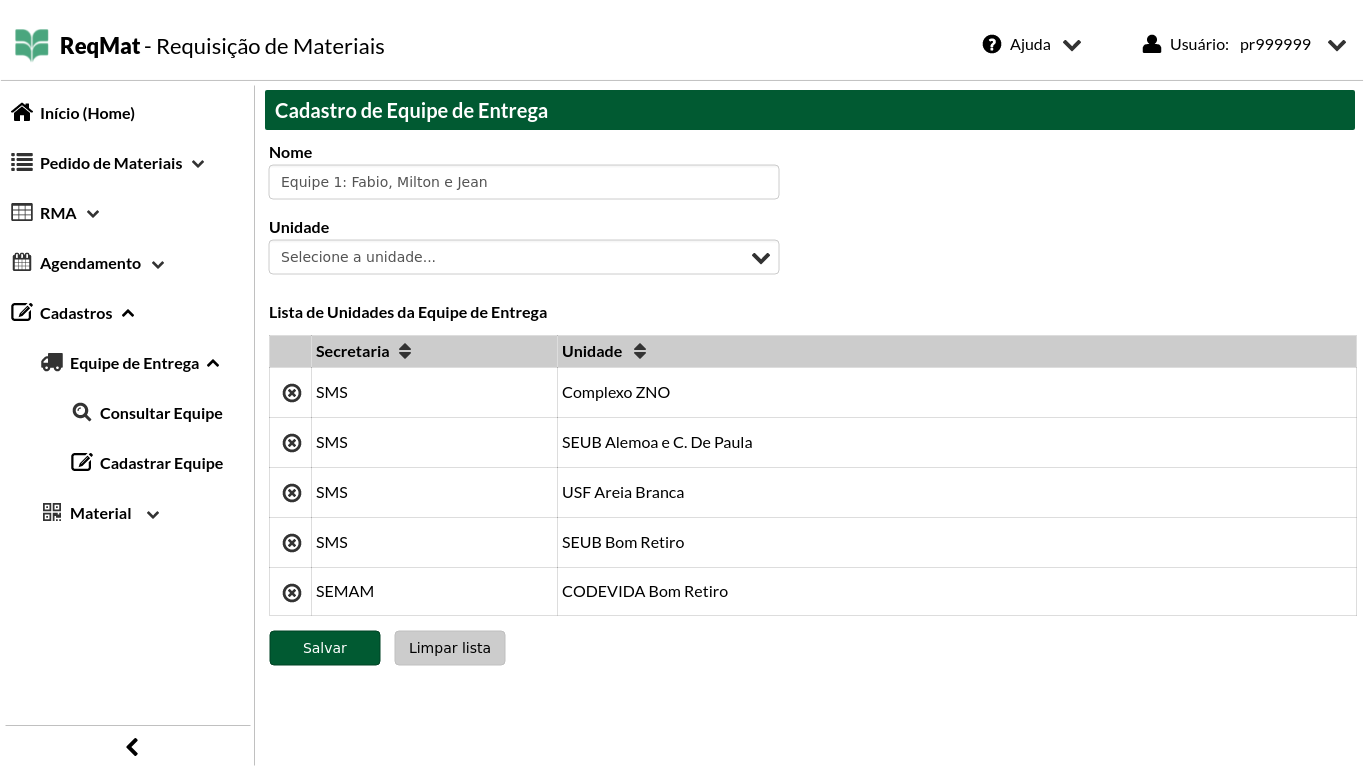 ReqMat - Requisição de Materiais
Ajuda
Usuário: pr999999
Início (Home)
Pedido de Materiais
RMA
Agendamento
Cadastros
Equipe de Entrega
Consultar Equipe
Cadastrar Equipe
Material
Cadastro de Equipe de Entrega
Nome
Equipe 1: Fabio, Milton e Jean
Unidade
Selecione a unidade...
Lista de Unidades da Equipe de Entrega
Secretaria Unidade
SMS Complexo ZNO
SMS SEUB Alemoa e C. De Paula
SMS USF Areia Branca
SMS SEUB Bom Retiro
SEMAM CODEVIDA Bom Retiro
Salvar Limpar lista